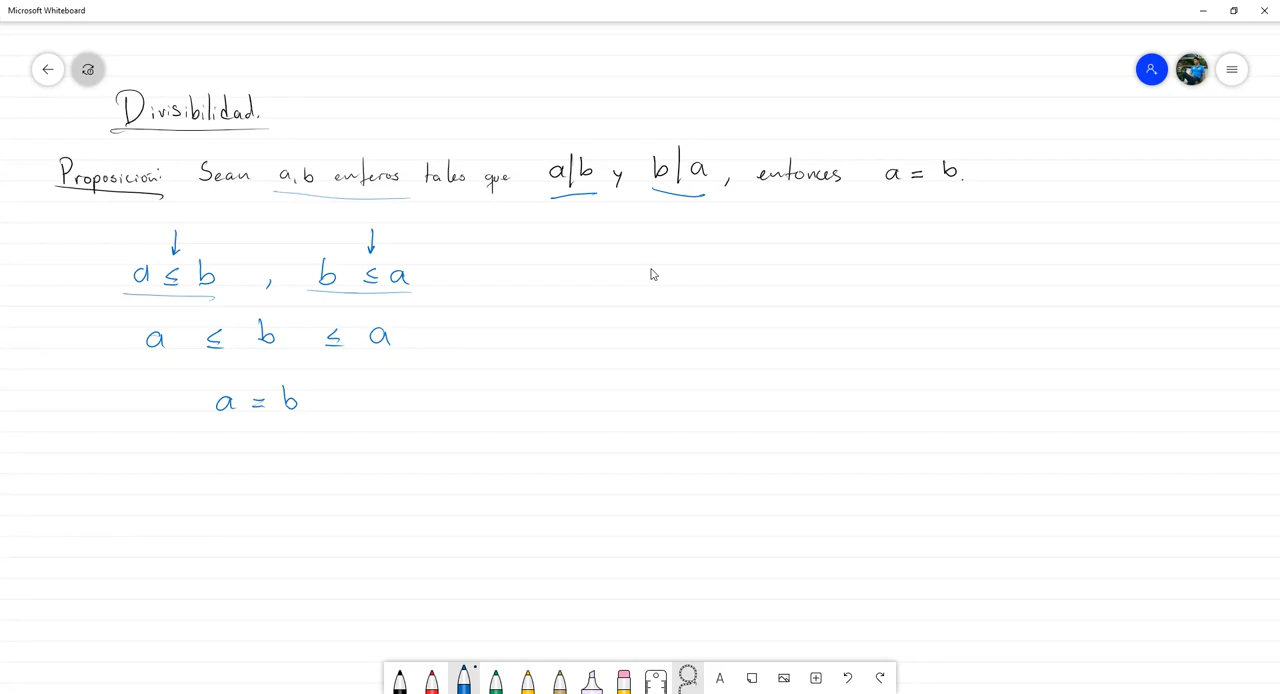 Microsoft Whiteboard
Divisibilidad.
Proposición: Sean a, b enteros tales que a|b y b|a, entonces a = b.
a ≤ b , b ≤ a
a ≤ b ≤ a
a = b
A